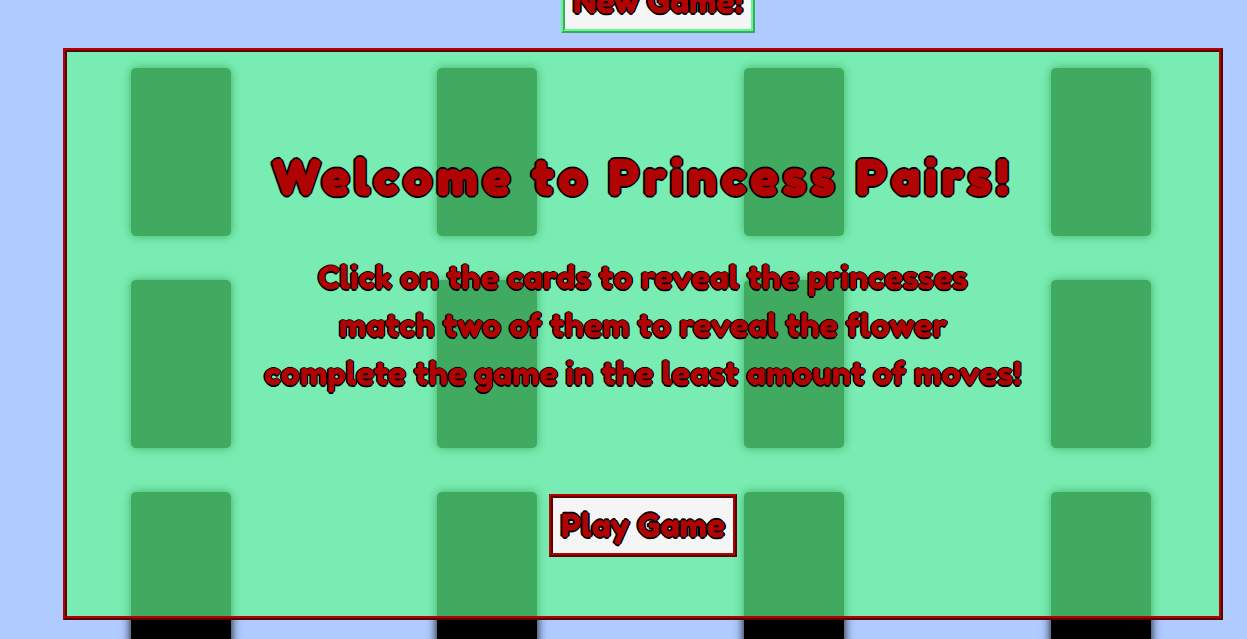 New Game!
Welcome to Princess Pairs!
Click on the cards to reveal the princesses
match two of them to reveal the flower
complete the game in the least amount of moves!
Play Game